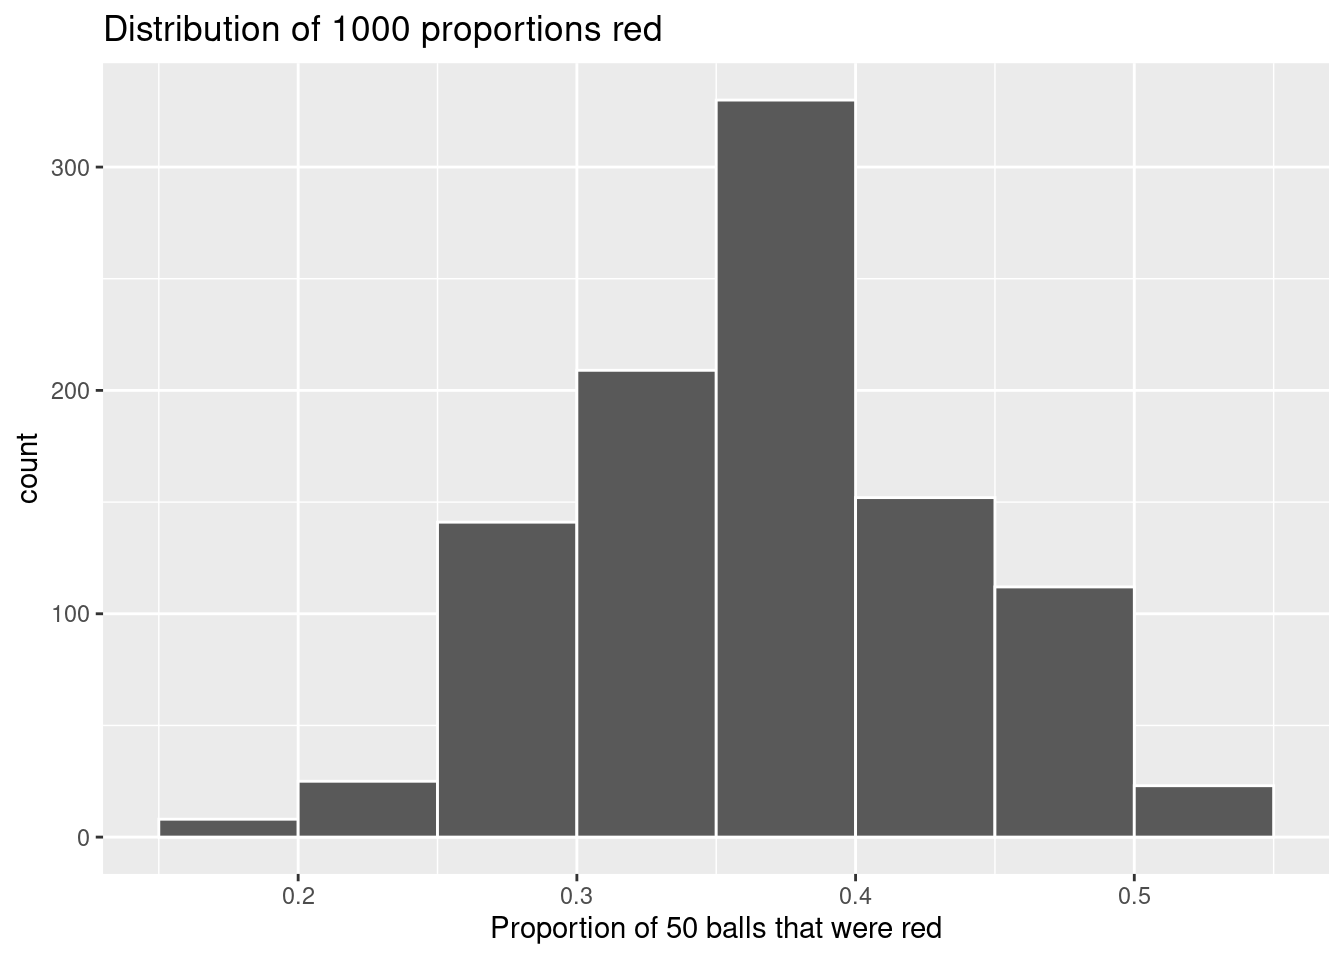 Distribution of 1000 proportions red
300
200
100
0
count
0.2 0.3 0.4 0.5
Proportion of 50 balls that were red